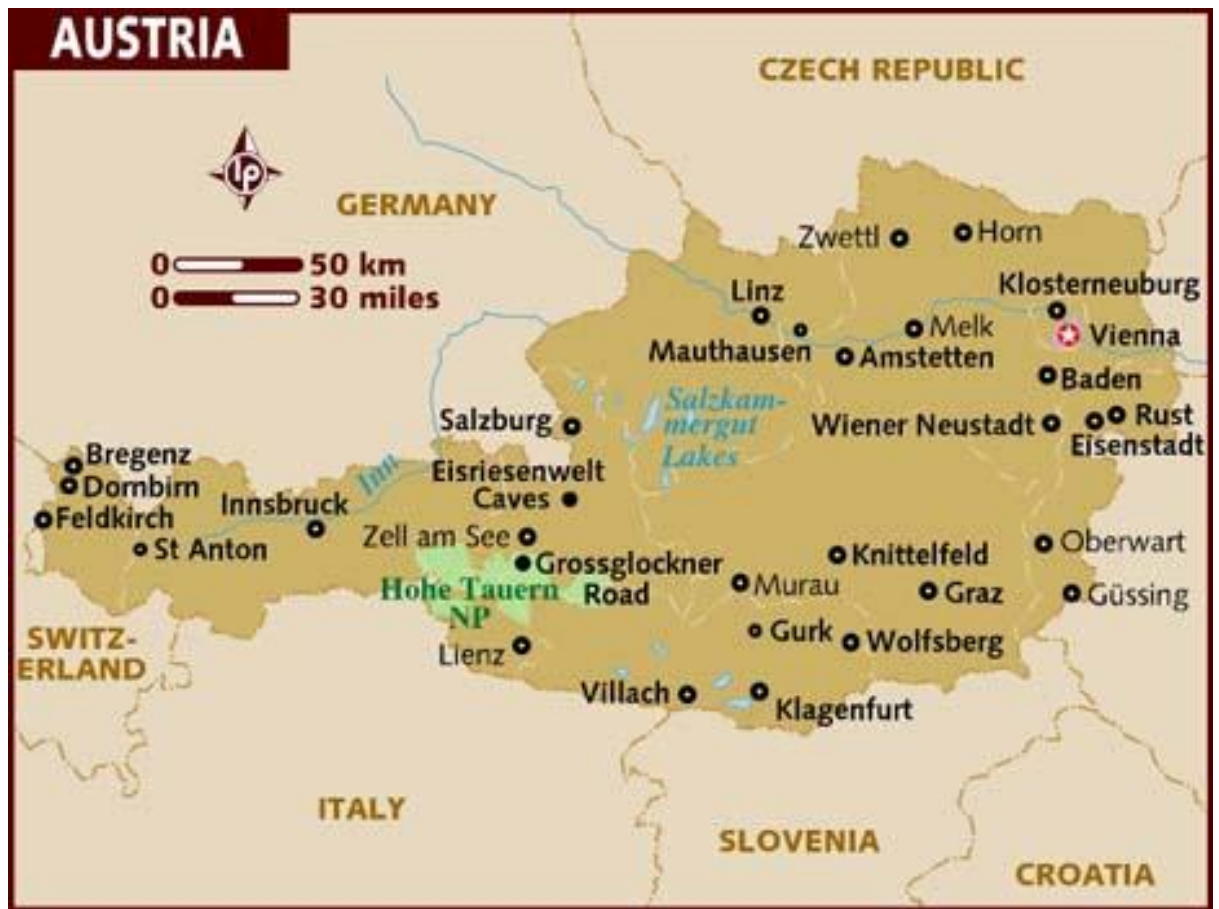 AUSTRIA
CZECH REPUBLIC
lp
GERMANY
0 50 km
0 30 miles
Zwettl
Horn
Klosterneuburg
Linz
Vienna
Melk
Mauthausen
Amstetten
Baden
Salzkam-
mergut
Lakes
Salzburg
Wiener Neustadt
Rust
Eisenstadt
Bregenz
Dornbirn
Feldkirch
Inn
Eisriesenwelt
Caves
Innsbruck
St Anton
Zell am See
Grossglockner
Road
Hohe Tauern
NP
Knittelfeld
Oberwart
Murau
Graz
Güssing
Gurk
Wolfsberg
SWITZ-
ERLAND
Lienz
Villach
Klagenfurt
ITALY
SLOVENIA
CROATIA